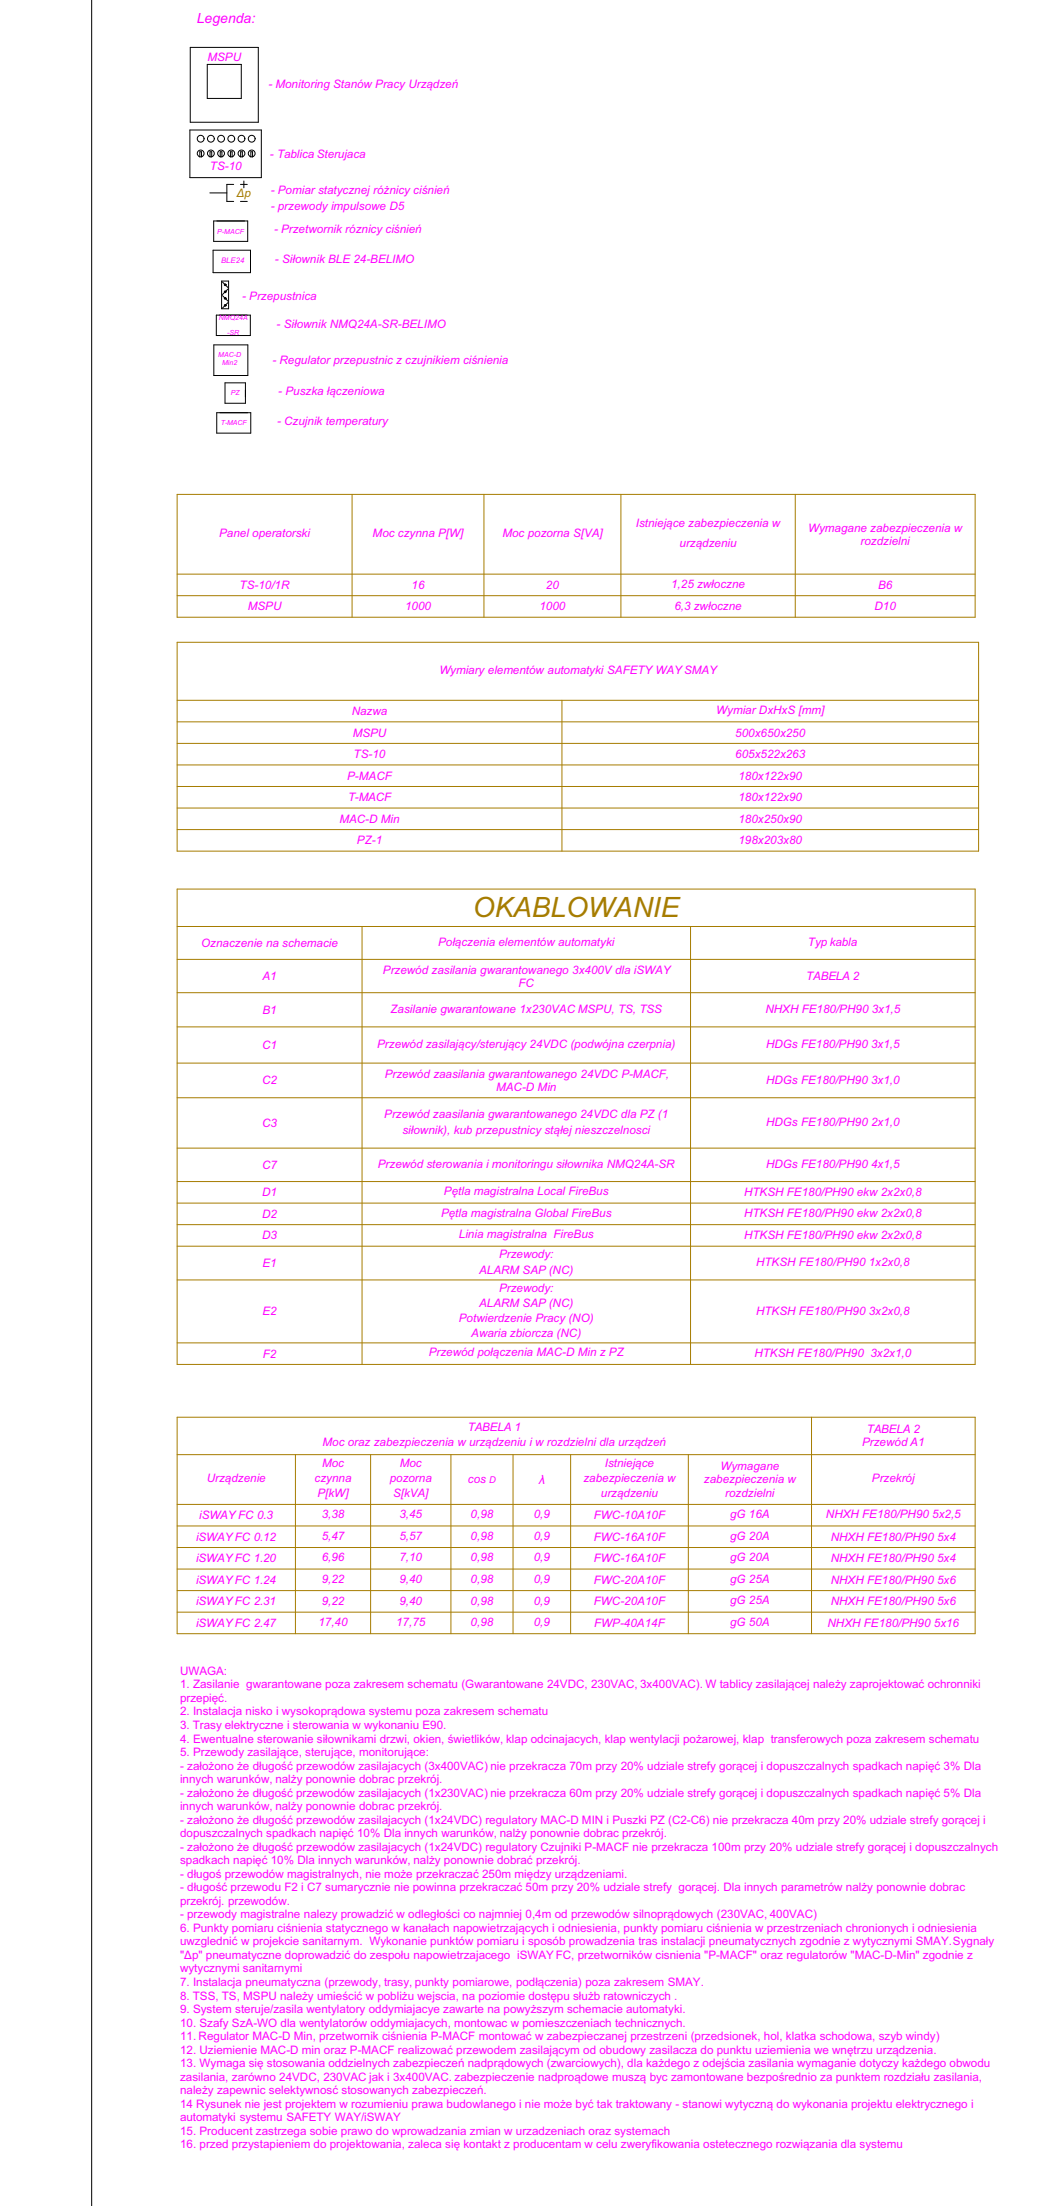 Legenda:
MSPU
- Monitoring Stanów Pracy Urządzeń
TS-10
- Tablica Sterujaca
Δp
- Pomiar statycznej różnicy ciśnień
- przewody impulsowe D5
P-MACF
- Przetwornik róznicy ciśnień
BLE24
- Siłownik BLE 24-BELIMO
- Przepustnica
NMQ24A
-SR
- Siłownik NMQ24A-SR-BELIMO
MAC-D
Min2
- Regulator przepustnic z czujnikiem ciśnienia
PZ
- Puszka łączeniowa
T-MACF
- Czujnik temperatury
Panel operatorski
Moc czynna P[W]
Moc pozorna S[VA]
Istniejące zabezpieczenia w
urządzeniu
Wymagane zabezpieczenia w
rozdzielni
TS-10/1R 16 20 1,25 zwłoczne B6
MSPU 1000 1000 6,3 zwłoczne D10
Wymiary elementów automatyki SAFETY WAY SMAY
Nazwa Wymiar DxHxS [mm]
MSPU 500x650x250
TS-10 605x522x263
P-MACF 180x122x90
T-MACF 180x122x90
MAC-D Min 180x250x90
PZ-1 198x203x80
OKABLOWANIE
Oznaczenie na schemacie Połączenia elementów automatyki Typ kabla
A1
Przewód zasilania gwarantowanego 3x400V dla iSWAY
FC
TABELA 2
B1 Zasilanie gwarantowane 1x230VAC MSPU, TS, TSS NHXH FE180/PH90 3x1,5
C1 Przewód zasilający/sterujący 24VDC (podwójna czerpnia) HDGs FE180/PH90 3x1,5
C2
Przewód zaasilania gwarantowanego 24VDC P-MACF,
MAC-D Min
HDGs FE180/PH90 3x1,0
C3
Przewód zaasilania gwarantowanego 24VDC dla PZ (1
siłownik), kub przepustnicy stałej nieszczelnosci
HDGs FE180/PH90 2x1,0
C7 Przewód sterowania i monitoringu siłownika NMQ24A-SR HDGs FE180/PH90 4x1,5
D1 Pętla magistralna Local FireBus HTKSH FE180/PH90 ekw 2x2x0,8
D2 Pętla magistralna Global FireBus HTKSH FE180/PH90 ekw 2x2x0,8
D3 Linia magistralna FireBus HTKSH FE180/PH90 ekw 2x2x0,8
E1
Przewody:
ALARM SAP (NC)
HTKSH FE180/PH90 1x2x0,8
E2
Przewody:
ALARM SAP (NC)
Potwierdzenie Pracy (NO)
Awaria zbiorcza (NC)
HTKSH FE180/PH90 3x2x0,8
F2 Przewód połączenia MAC-D Min z PZ HTKSH FE180/PH90 3x2x1,0
TABELA 1
Moc oraz zabezpieczenia w urządzeniu i w rozdzielni dla urządzeń
TABELA 2
Przewód A1
Urządzenie
Moc
czynna
P[kW]
Moc
pozorna
S[kVA]
cos D
λ
Istniejące
zabezpieczenia w
urządzeniu
Wymagane
zabezpieczenia w
rozdzielni
Przekrój
iSWAY FC 0.3 3,38 3,45 0,98 0,9 FWC-10A10F gG 16A NHXH FE180/PH90 5x2,5
iSWAY FC 0.12 5,47 5,57 0,98 0,9 FWC-16A10F gG 20A NHXH FE180/PH90 5x4
iSWAY FC 1.20 6,96 7,10 0,98 0,9 FWC-16A10F gG 20A NHXH FE180/PH90 5x4
iSWAY FC 1.24 9,22 9,40 0,98 0,9 FWC-20A10F gG 25A NHXH FE180/PH90 5x6
iSWAY FC 2.31 9,22 9,40 0,98 0,9 FWC-20A10F gG 25A NHXH FE180/PH90 5x6
iSWAY FC 2.47 17,40 17,75 0,98 0,9 FWP-40A14F gG 50A NHXH FE180/PH90 5x16
UWAGA:
1. Zasilanie gwarantowane poza zakresem schematu (Gwarantowane 24VDC, 230VAC, 3x400VAC). W tablicy zasilającej należy zaprojektować ochronniki
przepięć.
2. Instalacja nisko i wysokoprądowa systemu poza zakresem schematu
3. Trasy elektryczne i sterowania w wykonaniu E90.
4. Ewentualne sterowanie siłownikami drzwi, okien, świetlików, klap odcinajacych, klap wentylacji pożarowej, klap transferowych poza zakresem schematu
5. Przewody zasilające, sterujące, monitorujące:
- założono że długość przewodów zasilajacych (3x400VAC) nie przekracza 70m przy 20% udziale strefy gorącej i dopuszczalnych spadkach napięć 3% Dla
innych warunków, nalży ponownie dobrac przekrój.
- założono że długość przewodów zasilajacych (1x230VAC) nie przekracza 60m przy 20% udziale strefy gorącej i dopuszczalnych spadkach napięć 5% Dla
innych warunków, nalży ponownie dobrac przekrój.
- założono że długość przewodów zasilajacych (1x24VDC) regulatory MAC-D MIN i Puszki PZ (C2-C6) nie przekracza 40m przy 20% udziale strefy gorącej i
dopuszczalnych spadkach napięć 10% Dla innych warunków, nalży ponownie dobrac przekrój.
- założono że długość przewodów zasilajacych (1x24VDC) regulatory Czujniki P-MACF nie przekracza 100m przy 20% udziale strefy gorącej i dopuszczalnych
spadkach napięć 10% Dla innych warunków, nalży ponownie dobrać przekrój.
- długoś przewodów magistralnych, nie może przekraczać 250m między urządzeniami.
- długość przewodu F2 i C7 sumarycznie nie powinna przekraczać 50m przy 20% udziale strefy gorącej. Dla innych parametrów nalży ponownie dobrac
przekrój, przewodów.
- przewody magistralne nalezy prowadzić w odległości co najmniej 0,4m od przewodów silnoprądowych (230VAC, 400VAC)
6. Punkty pomiaru ciśnienia statycznego w kanałach napowietrzających i odniesienia, punkty pomiaru ciśnienia w przestrzeniach chronionych i odniesienia
uwzglednić w projekcie sanitarnym. Wykonanie punktów pomiaru i sposób prowadzenia tras instalacji pneumatycznych zgodnie z wytycznymi SMAY.Sygnały
"Δp" pneumatyczne doprowadzić do zespołu napowietrzajacego iSWAY FC, przetworników cisnienia "P-MACF" oraz regulatorów "MAC-D-Min" zgodnie z
wytycznymi sanitarnymi
7. Instalacja pneumatyczna (przewody, trasy, punkty pomiarowe, podłączenia) poza zakresem SMAY.
8. TSS, TS, MSPU należy umieścić w pobliżu wejscia, na poziomie dostępu służb ratowniczych .
9. System steruje/zasila wentylatory oddymiajacye zawarte na powyższym schemacie automatyki.
10. Szafy SzA-WO dla wentylatorów oddymiajacych, montowac w pomieszczeniach technicznych.
11. Regulator MAC-D Min, przetwornik ciśnienia P-MACF montować w zabezpieczanej przestrzeni (przedsionek, hol, klatka schodowa, szyb windy)
12. Uziemienie MAC-D min oraz P-MACF realizować przewodem zasilającym od obudowy zasilacza do punktu uziemienia we wnętrzu urządzenia.
13. Wymaga się stosowania oddzielnych zabezpieczeń nadprądowych (zwarciowych), dla każdego z odejścia zasilania wymaganie dotyczy każdego obwodu
zasilania, zarówno 24VDC, 230VAC jak i 3x400VAC. zabezpieczenie nadproądowe muszą byc zamontowane bezpośrednio za punktem rozdziału zasilania,
należy zapewnic selektywnosć stosowanych zabezpieczeń.
14 Rysunek nie jest projektem w rozumieniu prawa budowlanego i nie może być tak traktowany - stanowi wytyczną do wykonania projektu elektrycznego i
automatyki systemu SAFETY WAY/iSWAY
15. Producent zastrzega sobie prawo do wprowadzania zmian w urzadzeniach oraz systemach
16. przed przystapieniem do projektowania, zaleca się kontakt z producentam w celu zweryfikowania ostetecznego rozwiązania dla systemu